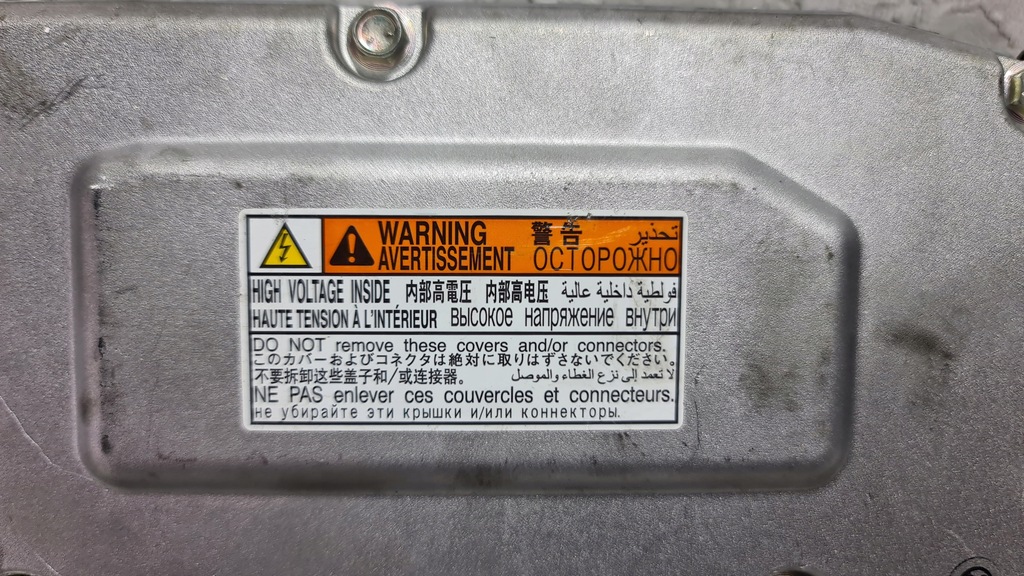 WARNING 警告 تحذير
AVERTISSEMENT ОСТОРОЖНО
HIGH VOLTAGE INSIDE 内部高電圧 内部高电压 فولطية داخلية عالية
HAUTE TENSION À L'INTÉRIEUR высокое напряжение внутри
DO NOT remove these covers and/or connectors.
このカバーおよびコネクタは絶対に取りはずさないでください。
不要拆卸这些盖子和/或连接器。 لا تعمد إلى نزع الغطاء والموصل
NE PAS enlever ces couvercles et connecteurs.
не убирайте эти крышки и/или коннекторы.